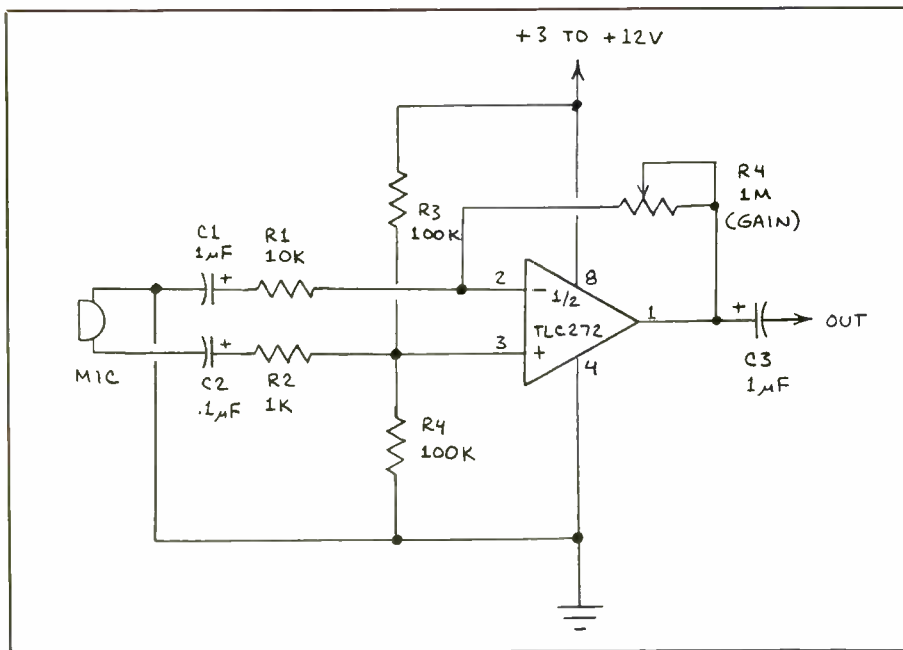 +3 TO +12V
R4
1M
(GAIN)
R3
100K
C1
1µF
+
R1
10K
2
−
1/2
8
TLC272
1
+
OUT
3
+
4
C3
1µF
MIC
C2
.1µF
+
R2
1K
R4
100K